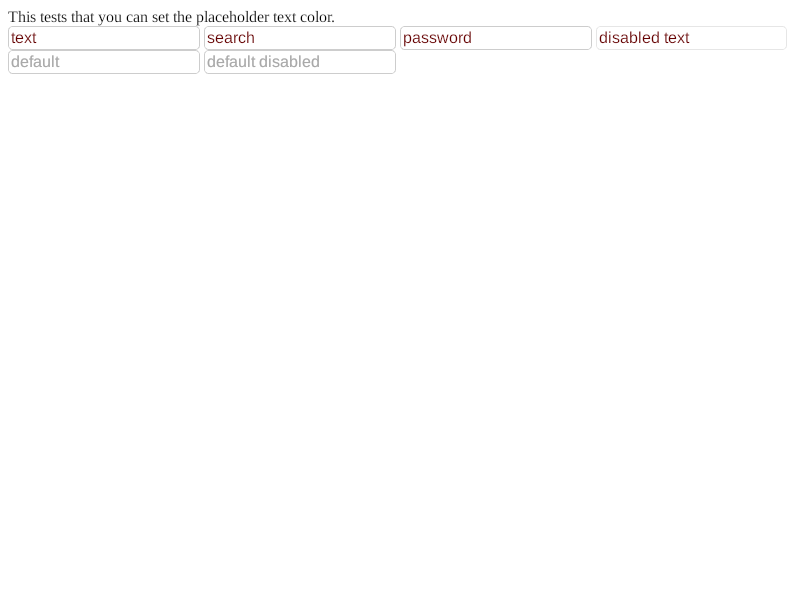 This tests that you can set the placeholder text color.
text search password disabled text
default default disabled